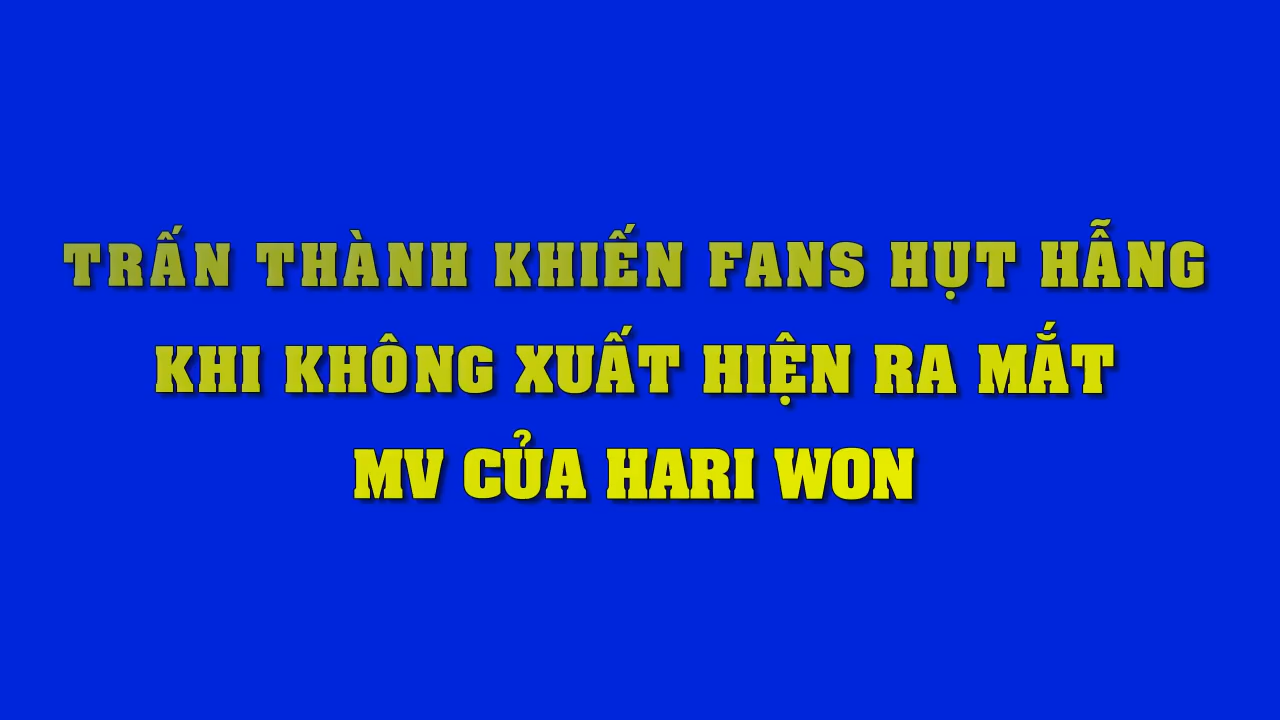 TRẤN THÀNH KHIẾN FANS HỤT HẪNG
KHI KHÔNG XUẤT HIỆN RA MẮT
MV CỦA HARI WON